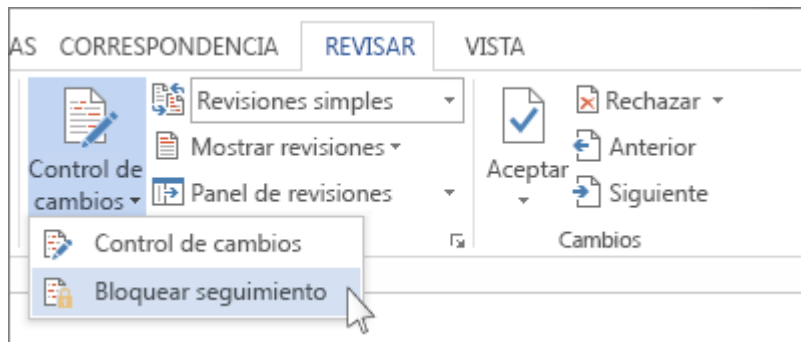 AS CORRESPONDENCIA REVISAR VISTA
Control de cambios
Revisiones simples
Mostrar revisiones
Panel de revisiones
Aceptar
Rechazar
Anterior
Siguiente
Cambios
Control de cambios
Bloquear seguimiento